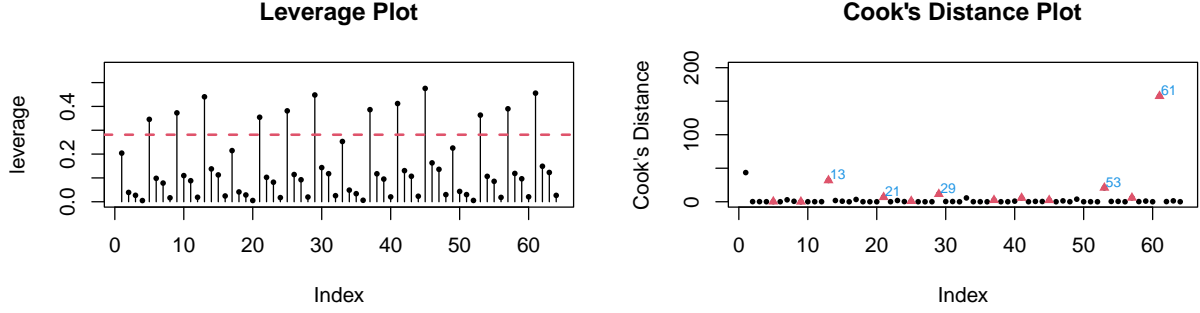 Leverage Plot
leverage
0.0 0.2 0.4
0 10 20 30 40 50 60
Index
Cook's Distance Plot
Cook's Distance
0 100 200
13
21
29
53
61
0 10 20 30 40 50 60
Index